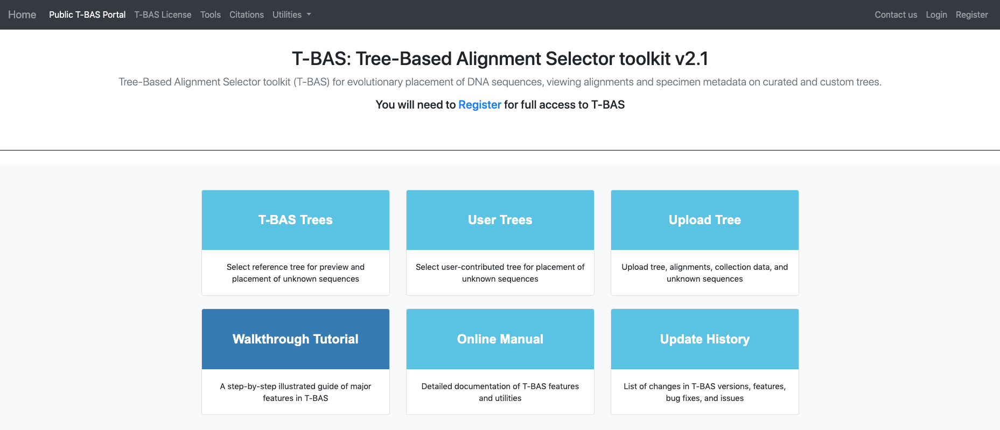 Home Public T-BAS Portal T-BAS License Tools Citations Utilities Contact us Login Register
T-BAS: Tree-Based Alignment Selector toolkit v2.1
Tree-Based Alignment Selector toolkit (T-BAS) for evolutionary placement of DNA sequences, viewing alignments and specimen metadata on curated and custom trees.
You will need to Register for full access to T-BAS
T-BAS Trees
Select reference tree for preview and
placement of unknown sequences
User Trees
Select user-contributed tree for placement of
unknown sequences
Upload Tree
Upload tree, alignments, collection data, and
unknown sequences
Walkthrough Tutorial
A step-by-step illustrated guide of major
features in T-BAS
Online Manual
Detailed documentation of T-BAS features
and utilities
Update History
List of changes in T-BAS versions, features,
bug fixes, and issues